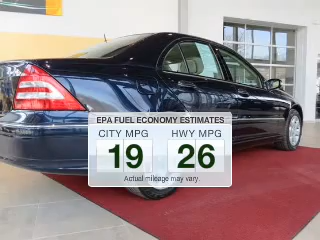 EPA FUEL ECONOMY ESTIMATES
CITY MPG HWY MPG
19 26
Actual mileage may vary.